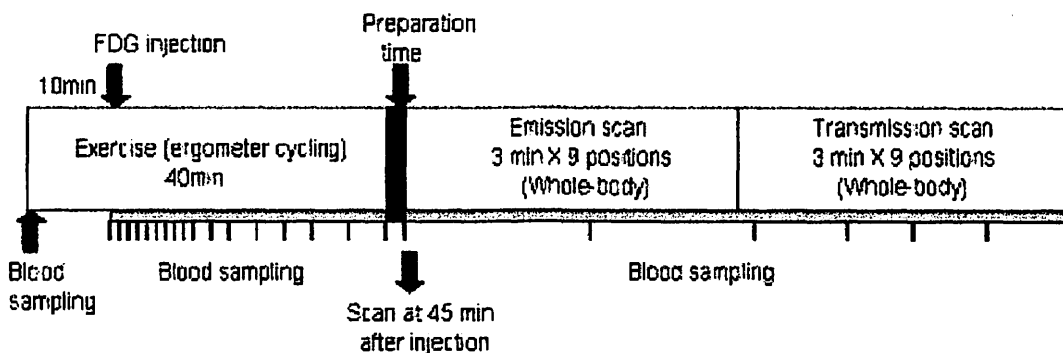 Preparation
time
FDG injection
10min
Exercise (ergometer cycling)
40min
Emission scan
3 min X 9 positions
(Whole-body)
Transmission scan
3 min X 9 positions
(Whole-body)
Blood
sampling
Blood sampling
Blood sampling
Scan at 45 min
after injection